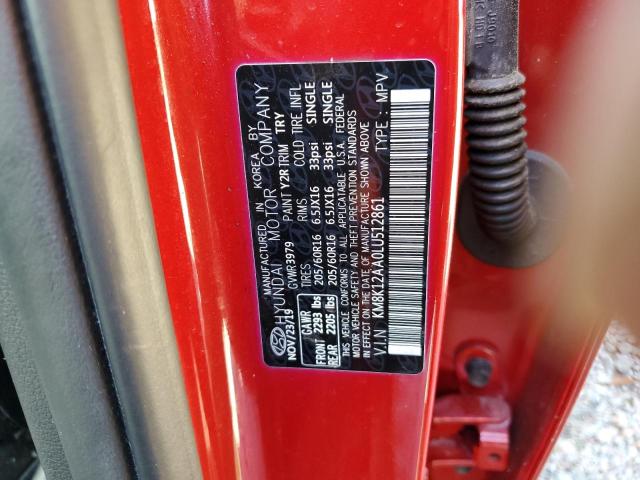 MANUFACTURED IN KOREA BY
HYUNDAI MOTOR COMPANY
NOV/23/19 GVWR3979 PAINT Y2R TRIM TRY
GAWR TIRES RIMS COLD TIRE INFL
FRONT 2293 lbs 205/60R16 6.5JX16 33psi SINGLE
REAR 2205 lbs 205/60R16 6.5JX16 33psi SINGLE
THIS VEHICLE CONFORMS TO ALL APPLICABLE U.S.A. FEDERAL
MOTOR VEHICLE SAFETY AND THEFT PREVENTION STANDARDS
IN EFFECT ON THE DATE OF MANUFACTURE SHOWN ABOVE
V.I.N : KM8K12AA0LU512861 TYPE : MPV